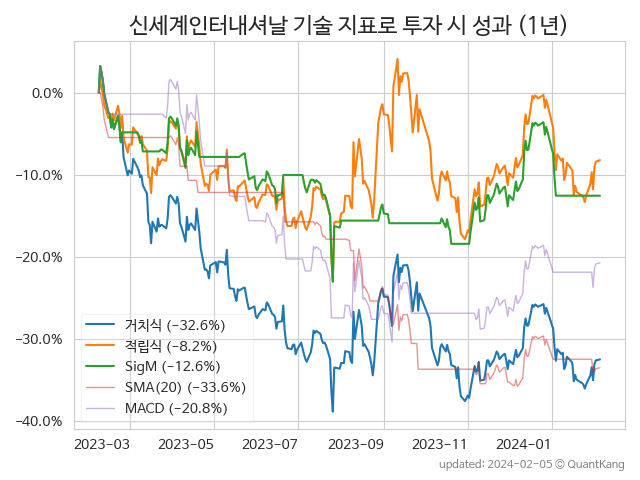 신세계인터내셔날 기술 지표로 투자 시 성과 (1년)
0.0%
−10.0%
−20.0%
−30.0%
−40.0%
거치식 (−32.6%)
적립식 (−8.2%)
SigM (−12.6%)
SMA(20) (−33.6%)
MACD (−20.8%)
2023−03 2023−05 2023−07 2023−09 2023−11 2024−01
updated: 2024−02−05 © QuantKang